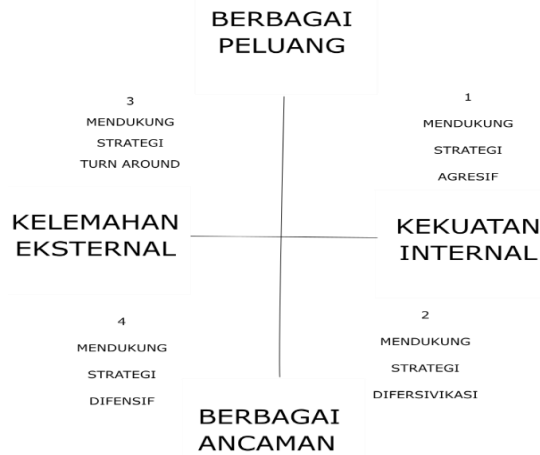 BERBAGAI
PELUANG
3
MENDUKUNG
STRATEGI
TURN AROUND
1
MENDUKUNG
STRATEGI
AGRESIF
KELEMAHAN
EKSTERNAL
KEKUATAN
INTERNAL
4
MENDUKUNG
STRATEGI
DIFENSIF
2
MENDUKUNG
STRATEGI
DIFERSIVIKASI
BERBAGAI
ANCAMAN